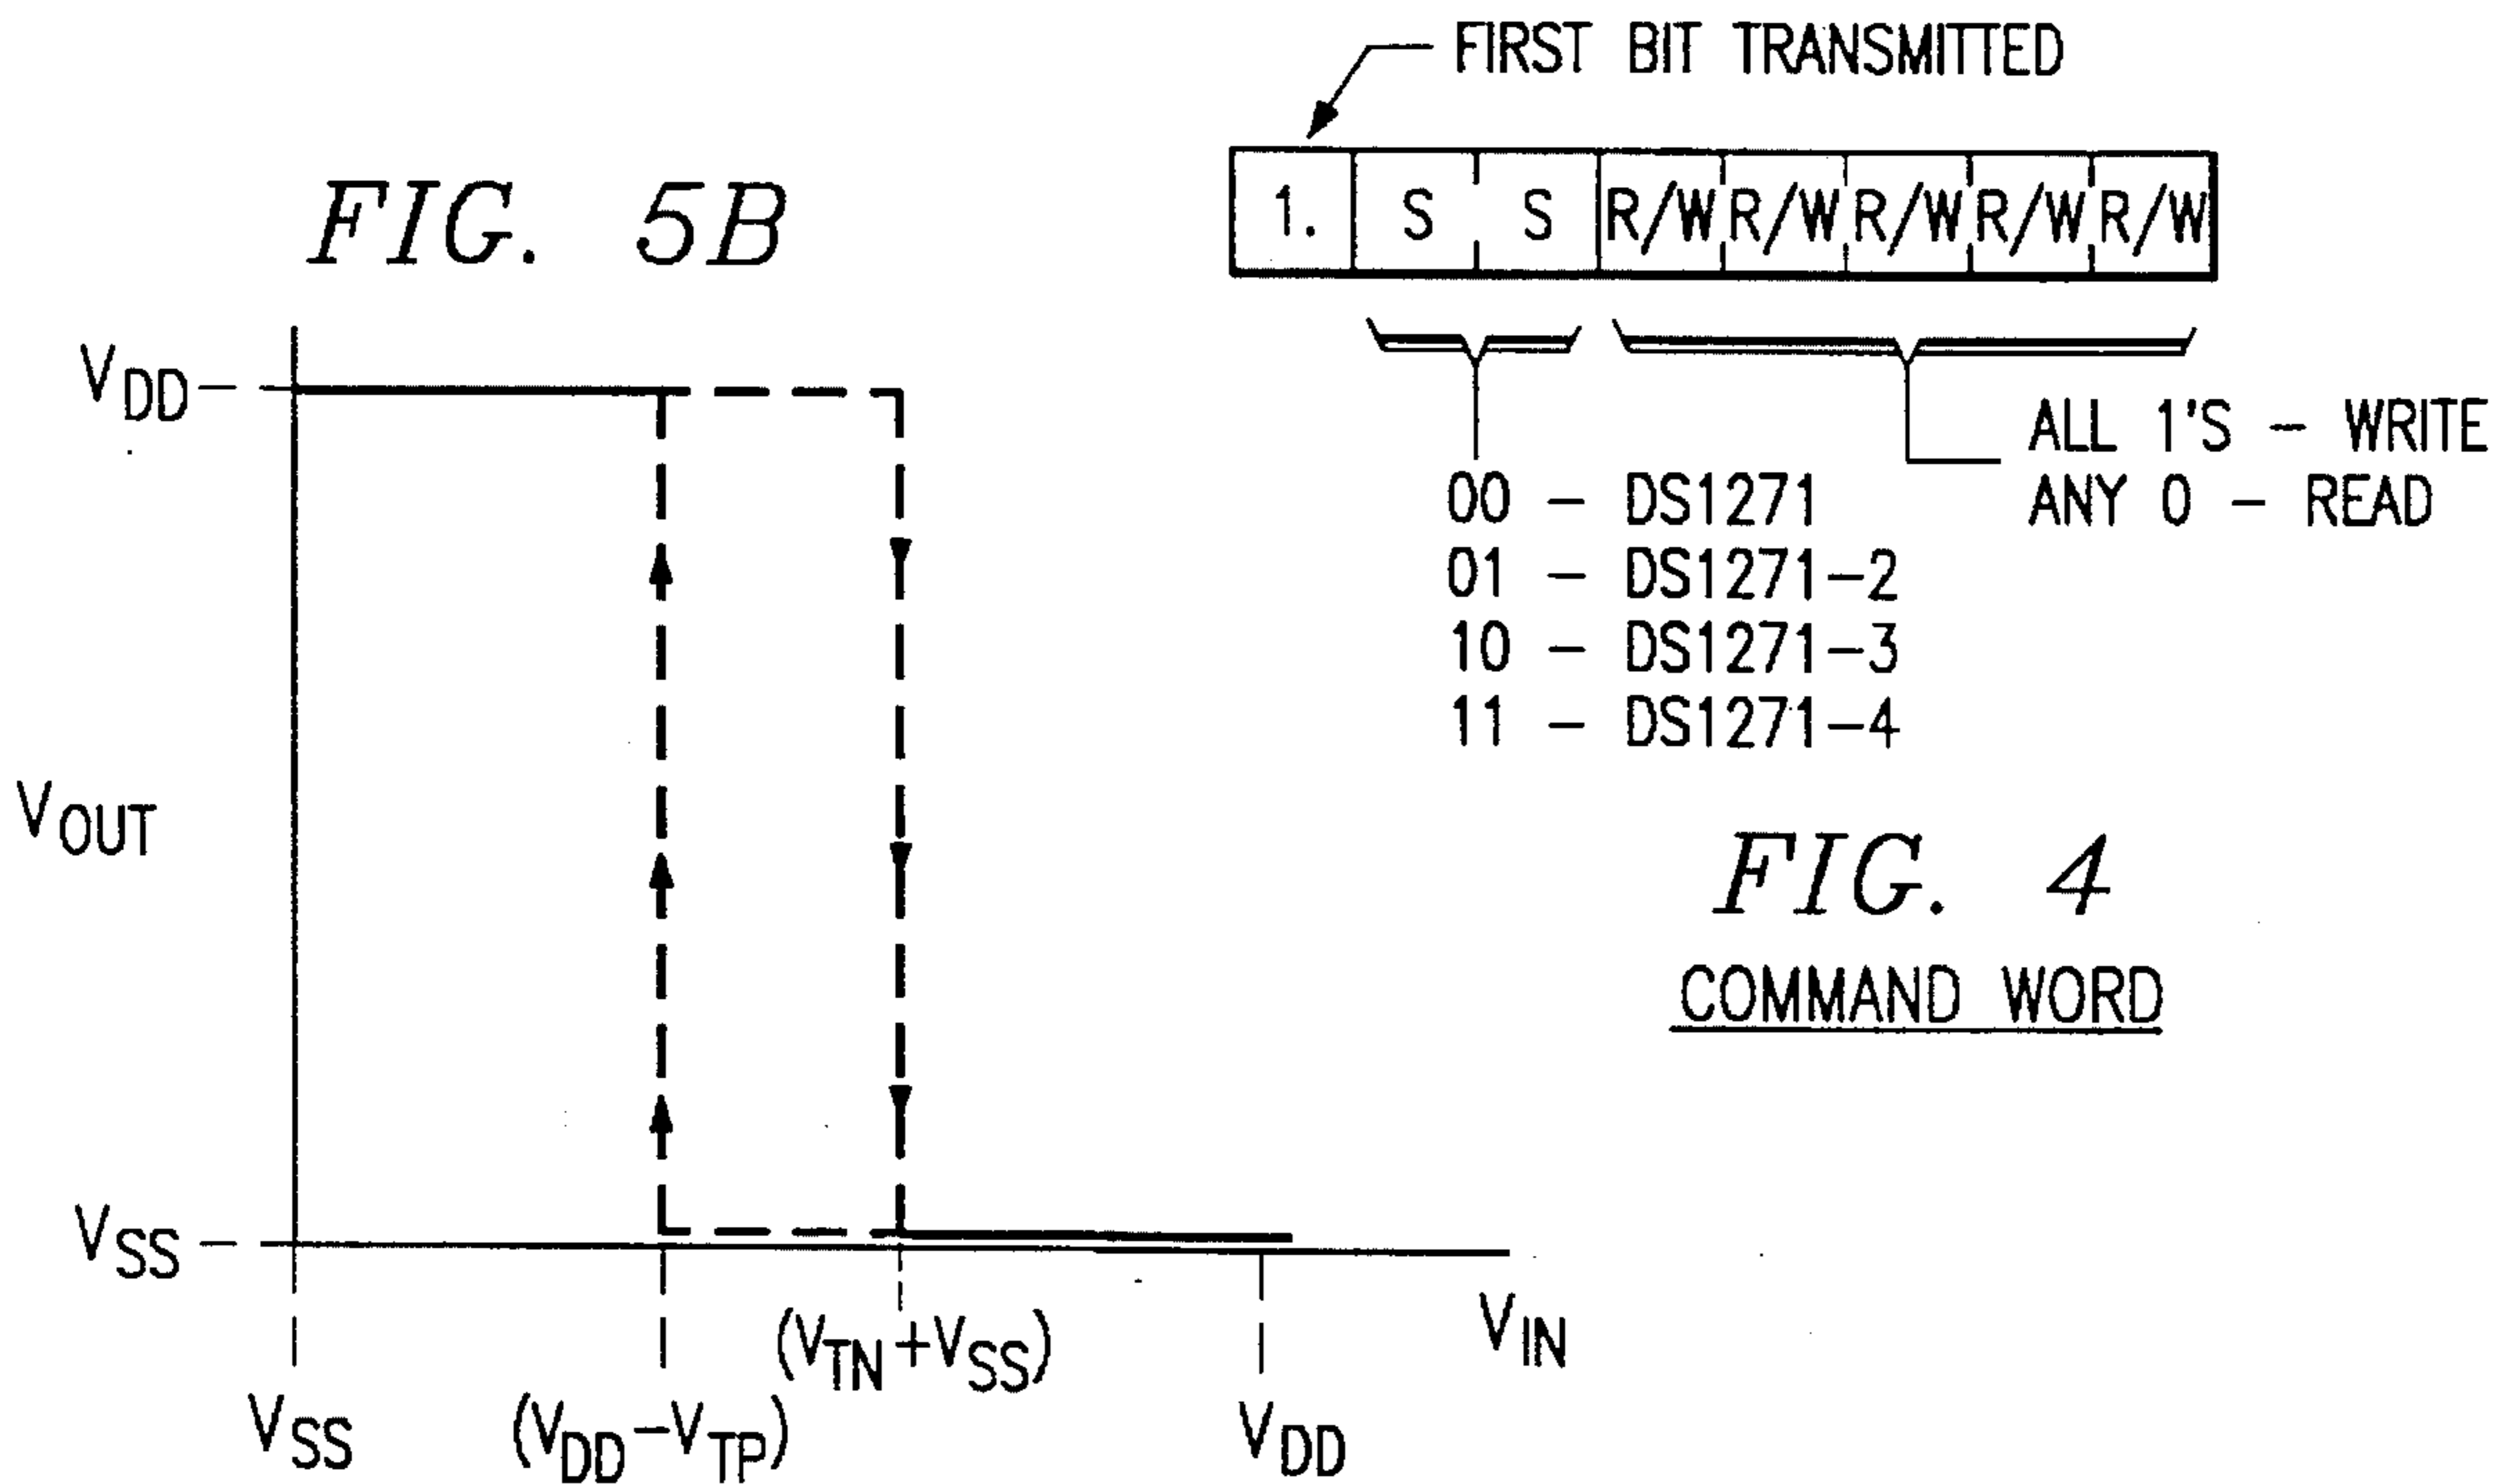 FIRST BIT TRANSMITTED
1. S S R/W R/W R/W R/W R/W
ALL 1'S - WRITE
ANY 0 - READ
00 - DS1271
01 - DS1271-2
10 - DS1271-3
11 - DS1271-4
FIG. 4
COMMAND WORD
FIG. 5B
VDD
VOUT
VSS
VSS
(VDD-VTP)
(VTN+VSS)
VDD
VIN